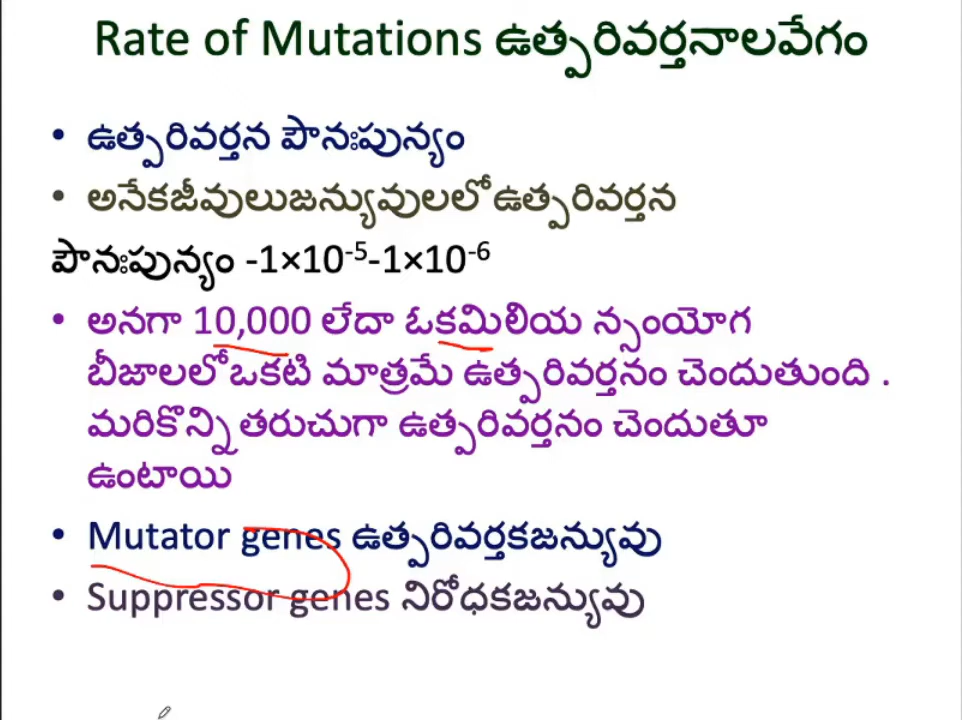 Rate of Mutations ఉత్పరివర్తనాలవేగం
• ఉత్పరివర్తన పౌనఃపున్యం
• అనేకజీవులుజన్యువులలోఉత్పరివర్తన
పౌనఃపున్యం -1×10⁻⁵-1×10⁻⁶
• అనగా 10,000 లేదా ఓకమిలియ న్సంయోగ
బీజాలలోఒకటి మాత్రమే ఉత్పరివర్తనం చెందుతుంది .
మరికొన్ని తరుచుగా ఉత్పరివర్తనం చెందుతూ
ఉంటాయి
• Mutator genes ఉత్పరివర్తకజన్యువు
• Suppressor genes నిరోధకజన్యువు